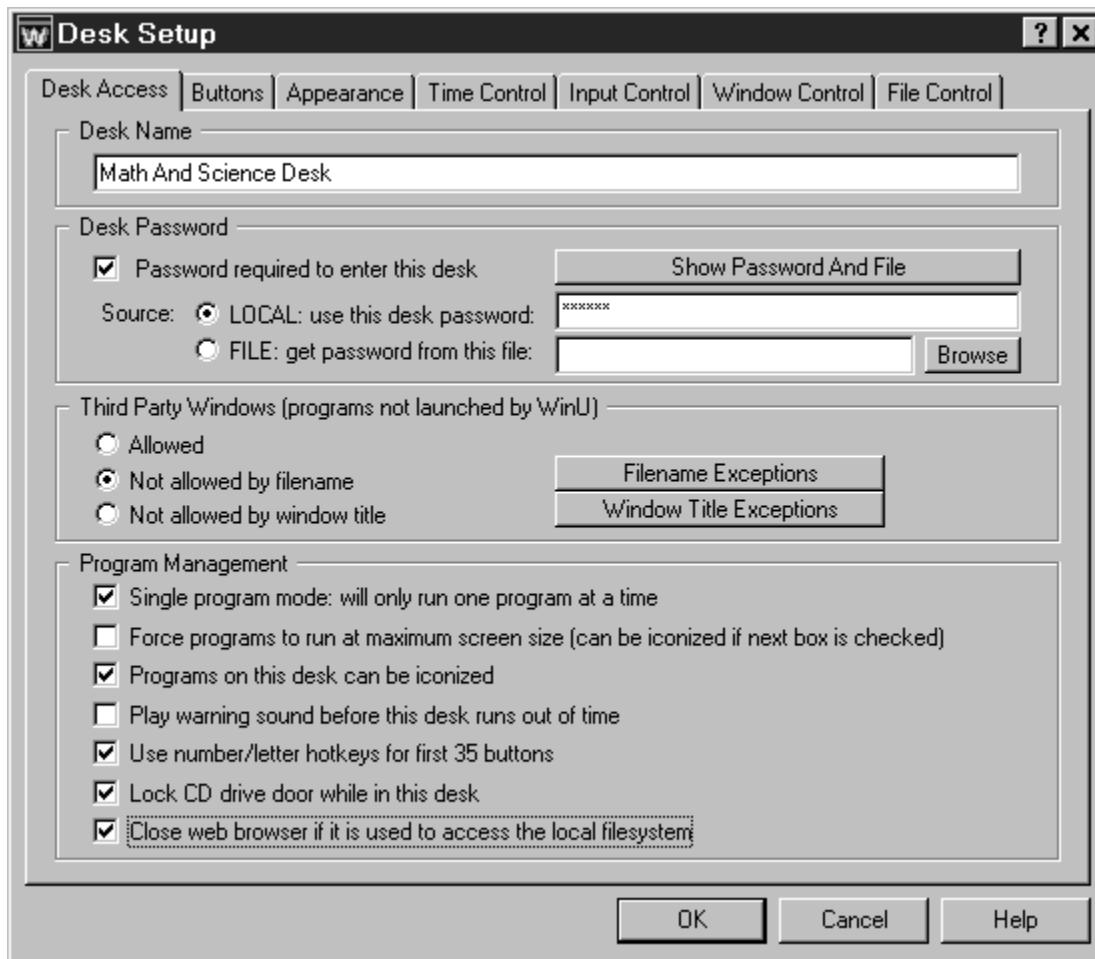 W Desk Setup ? X
Desk Access Buttons Appearance Time Control Input Control Window Control File Control
Desk Name
Math And Science Desk
Desk Password
Password required to enter this desk Show Password And File
Source: LOCAL: use this desk password: ××××××
FILE: get password from this file: Browse
Third Party Windows (programs not launched by WinU)
Allowed
Not allowed by filename Filename Exceptions
Not allowed by window title Window Title Exceptions
Program Management
Single program mode: will only run one program at a time
Force programs to run at maximum screen size (can be iconized if next box is checked)
Programs on this desk can be iconized
Play warning sound before this desk runs out of time
Use number/letter hotkeys for first 35 buttons
Lock CD drive door while in this desk
Close web browser if it is used to access the local filesystem
OK Cancel Help